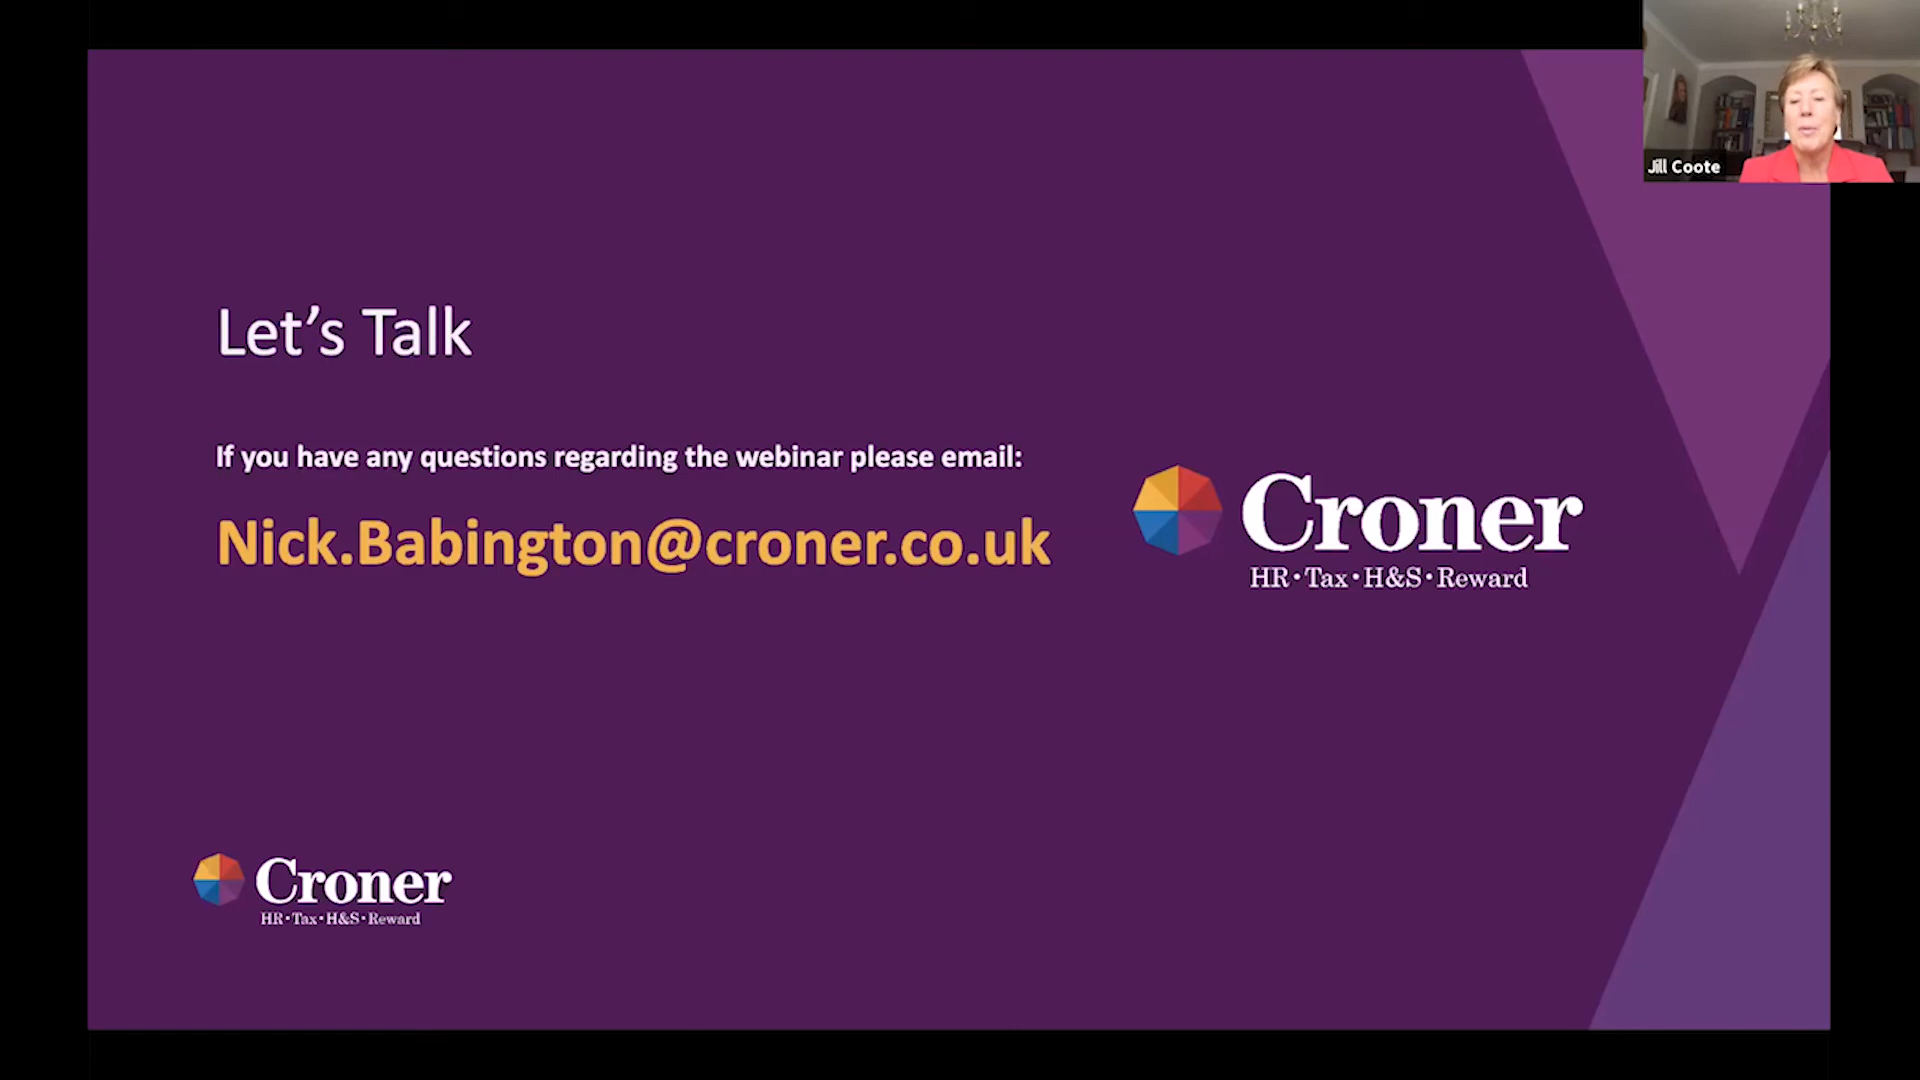 Jill Coote
Let’s Talk
If you have any questions regarding the webinar please email:
Nick.Babington@croner.co.uk
Croner
HR•Tax•H&S•Reward
Croner
HR•Tax•H&S•Reward